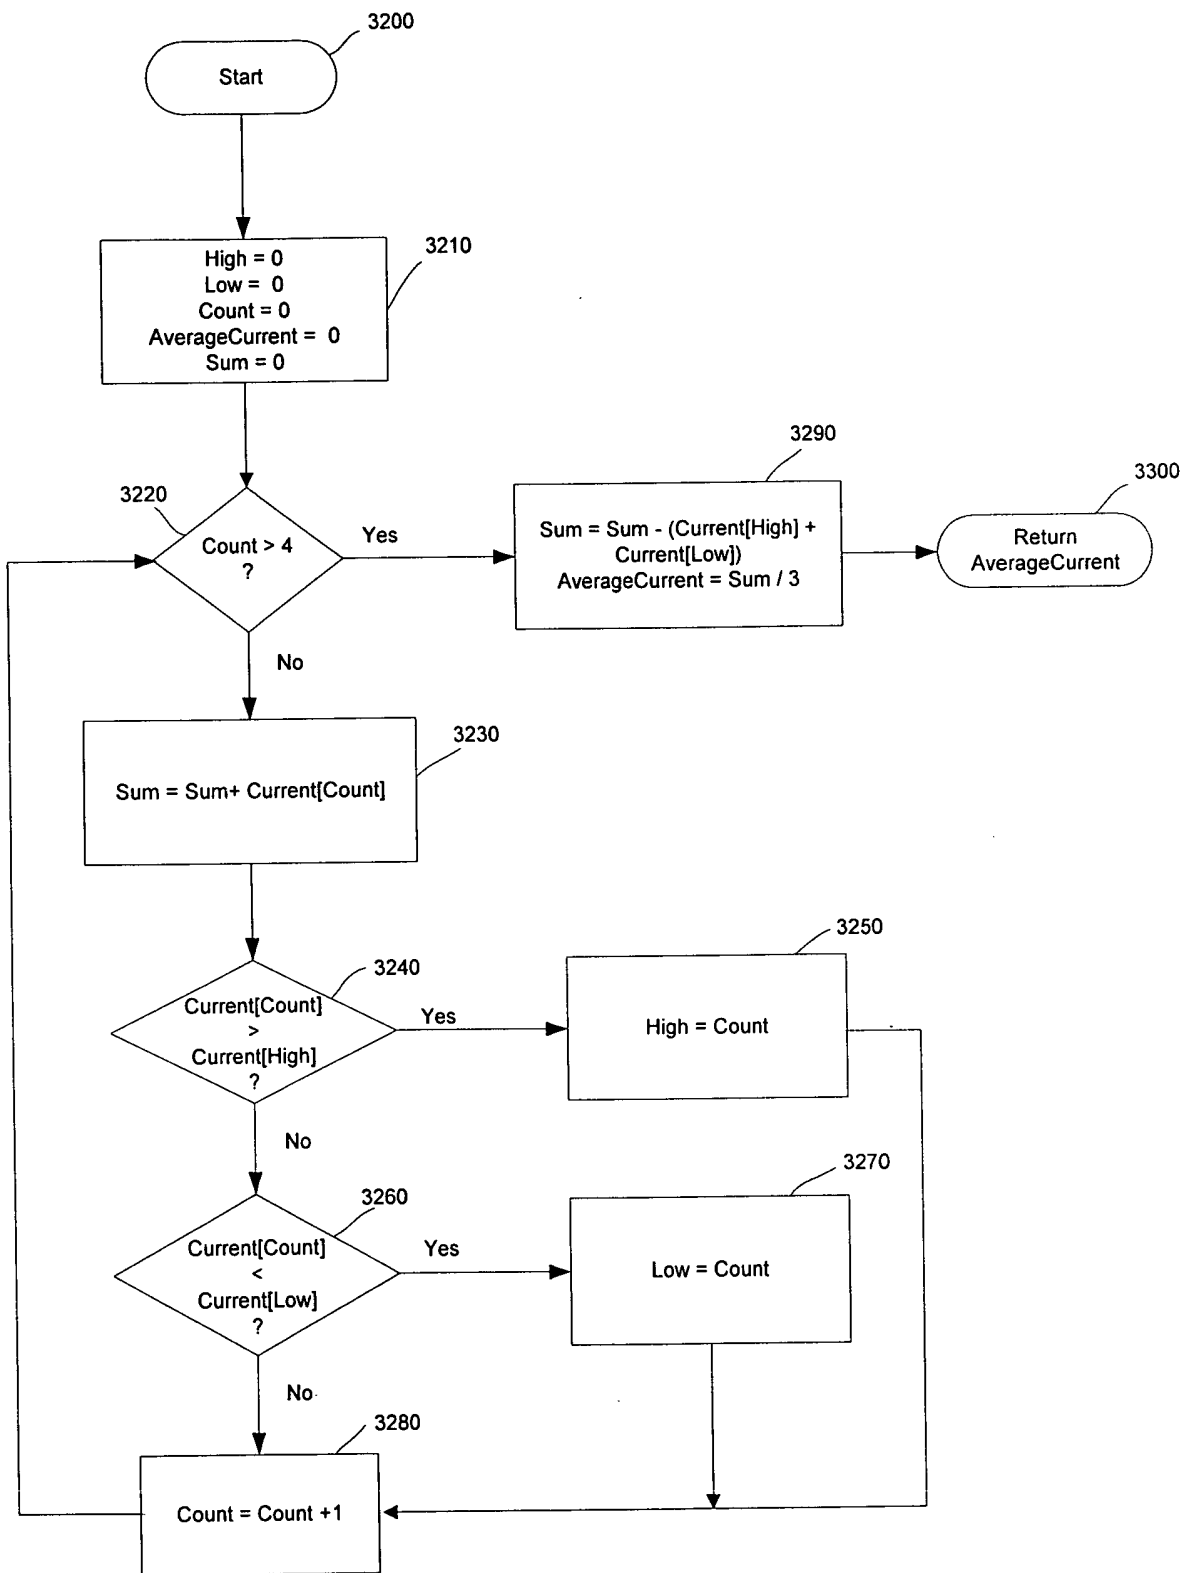 3200
Start
3210
High = 0
Low = 0
Count = 0
AverageCurrent = 0
Sum = 0
3220
Count > 4
?
Yes
3290
Sum = Sum - (Current[High] +
Current[Low])
AverageCurrent = Sum / 3
3300
Return
AverageCurrent
No
3230
Sum = Sum+ Current[Count]
3240
Current[Count]
>
Current[High]
?
Yes
3250
High = Count
No
3260
Current[Count]
<
Current[Low]
?
Yes
3270
Low = Count
No
3280
Count = Count +1